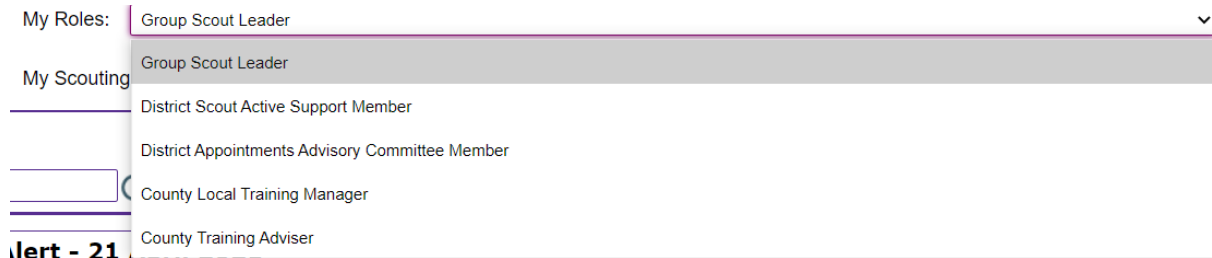 My Roles: Group Scout Leader
Group Scout Leader
My Scouting
District Scout Active Support Member
District Appointments Advisory Committee Member
County Local Training Manager
County Training Adviser
lert - 21